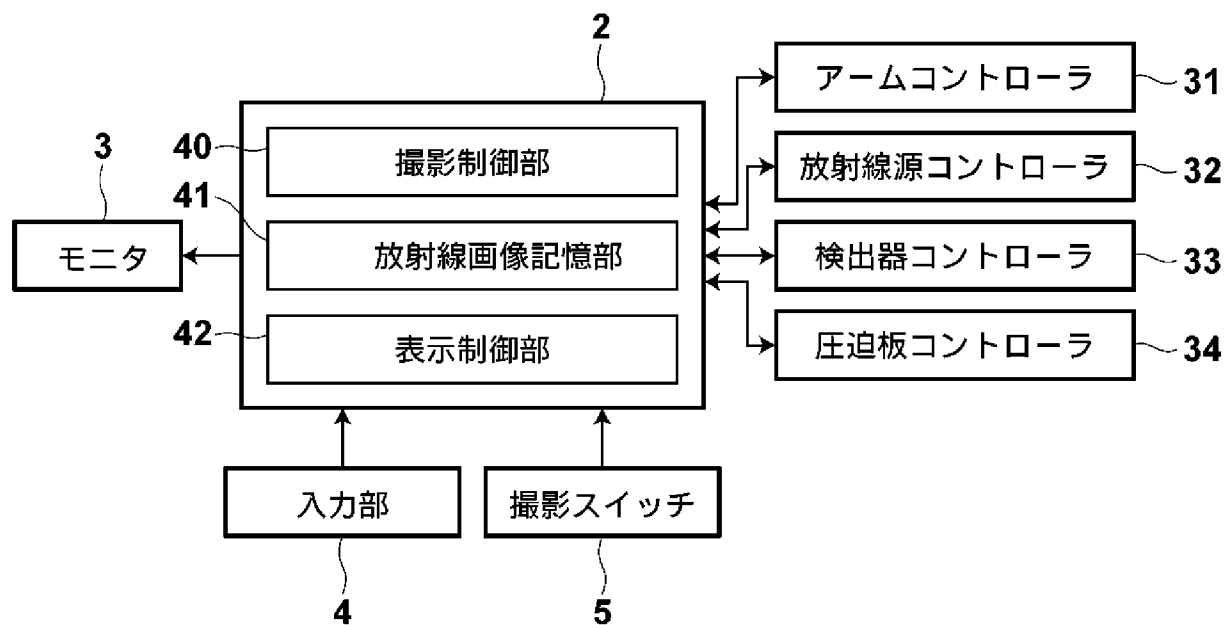 2
アームコントローラ
31
3
40
撮影制御部
放射線源コントローラ
32
41
モニタ
放射線画像記憶部
検出器コントローラ
33
42
表示制御部
圧迫板コントローラ
34
入力部
撮影スイッチ
4
5